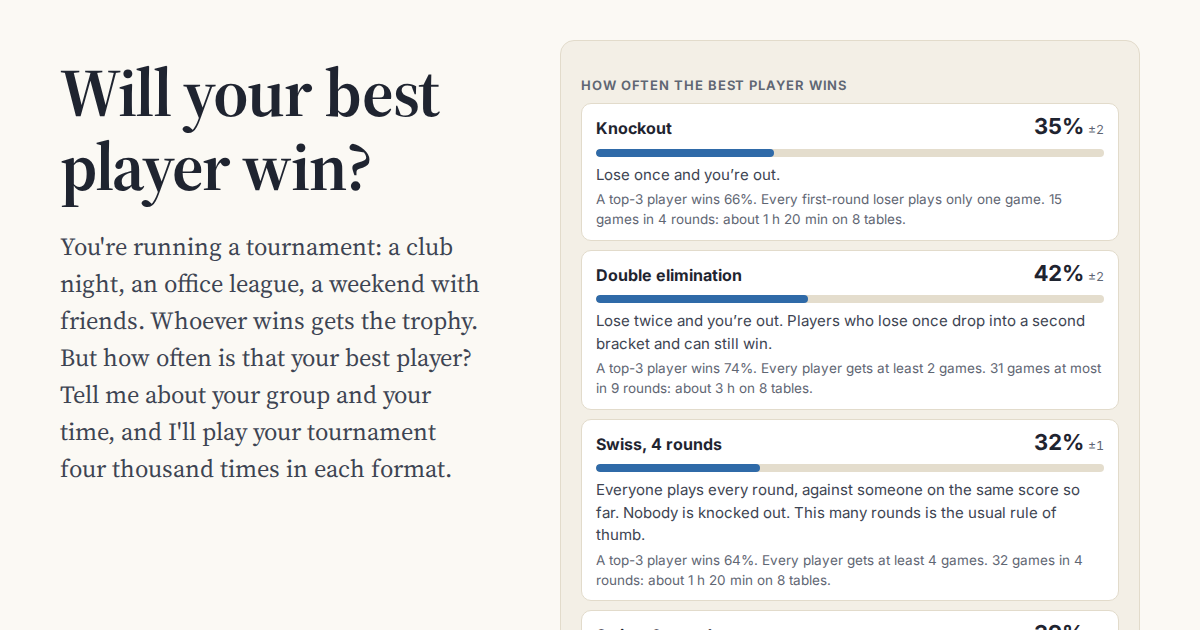 Will your best
player win?
You're running a tournament: a club
night, an office league, a weekend with
friends. Whoever wins gets the trophy.
But how often is that your best player?
Tell me about your group and your
time, and I'll play your tournament
four thousand times in each format.
HOW OFTEN THE BEST PLAYER WINS
Knockout 35% ±2
Lose once and you’re out.
A top-3 player wins 66%. Every first-round loser plays only one game. 15
games in 4 rounds: about 1 h 20 min on 8 tables.
Double elimination 42% ±2
Lose twice and you’re out. Players who lose once drop into a second
bracket and can still win.
A top-3 player wins 74%. Every player gets at least 2 games. 31 games at most
in 9 rounds: about 3 h on 8 tables.
Swiss, 4 rounds 32% ±1
Everyone plays every round, against someone on the same score so
far. Nobody is knocked out. This many rounds is the usual rule of
thumb.
A top-3 player wins 64%. Every player gets at least 4 games. 32 games in 4
rounds: about 1 h 20 min on 8 tables.